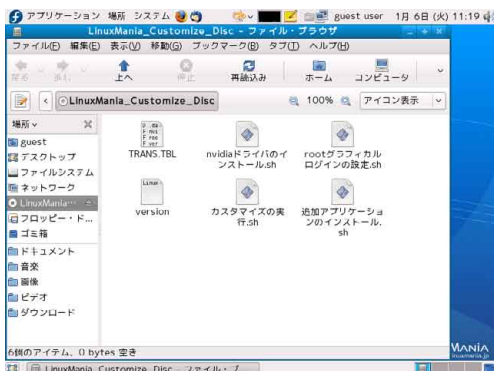 アプリケーション 場所 システム
guest user 1月 6日 (火) 11:19
LinuxMania_Customize_Disc - ファイル・ブラウザ
ファイル(F) 編集(E) 表示(V) 移動(G) ブックマーク(B) タブ(T) ヘルプ(H)
戻る 進む 上へ 停止 再読込み ホーム コンピュータ
LinuxMania_Customize_Disc 100% アイコン表示
場所
guest
デスクトップ
ファイルシステム
ネットワーク
LinuxMania…
フロッピー・ド…
ゴミ箱
ドキュメント
音楽
画像
ビデオ
ダウンロード
TRANS.TBL
nvidiaドライバのイ
ンストール.sh
rootグラフィカル
ログインの設定.sh
version
カスタマイズの実
行.sh
追加アプリケーショ
ンのインストール.
sh
6個のアイテム、0 bytes 空き
MANIA
LinuxMania_Customize_Disc - ファイル・ブ